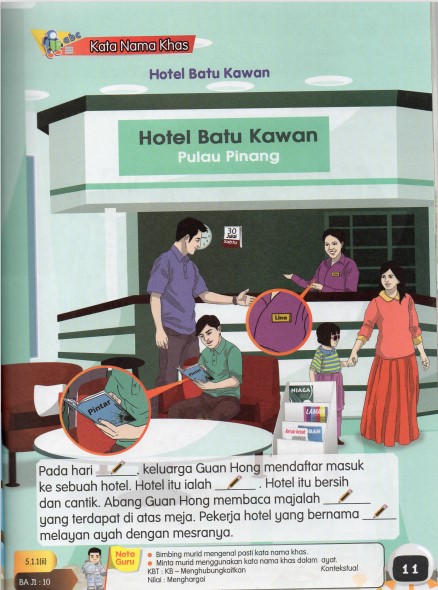 abc
Kata Nama Khas
Hotel Batu Kawan
Hotel Batu Kawan
Pulau Pinang
30
Julai
Sabtu
Lina
Pintar
Pintar
NIAGA
Pada hari ______, keluarga Guan Hong mendaftar masuk
ke sebuah hotel. Hotel itu ialah ______. Hotel itu bersih
dan cantik. Abang Guan Hong membaca majalah ______
yang terdapat di atas meja. Pekerja hotel yang bernama ______
melayan ayah dengan mesranya.
5.1.1(ii)
BA Jl : 10
Nota
Guru
• Bimbing murid mengenal pasti kata nama khas.
• Minta murid menggunakan kata nama khas dalam ayat.
KBT : KB – Menghubungkaitkan Kontekstual
Nilai : Menghargai
11